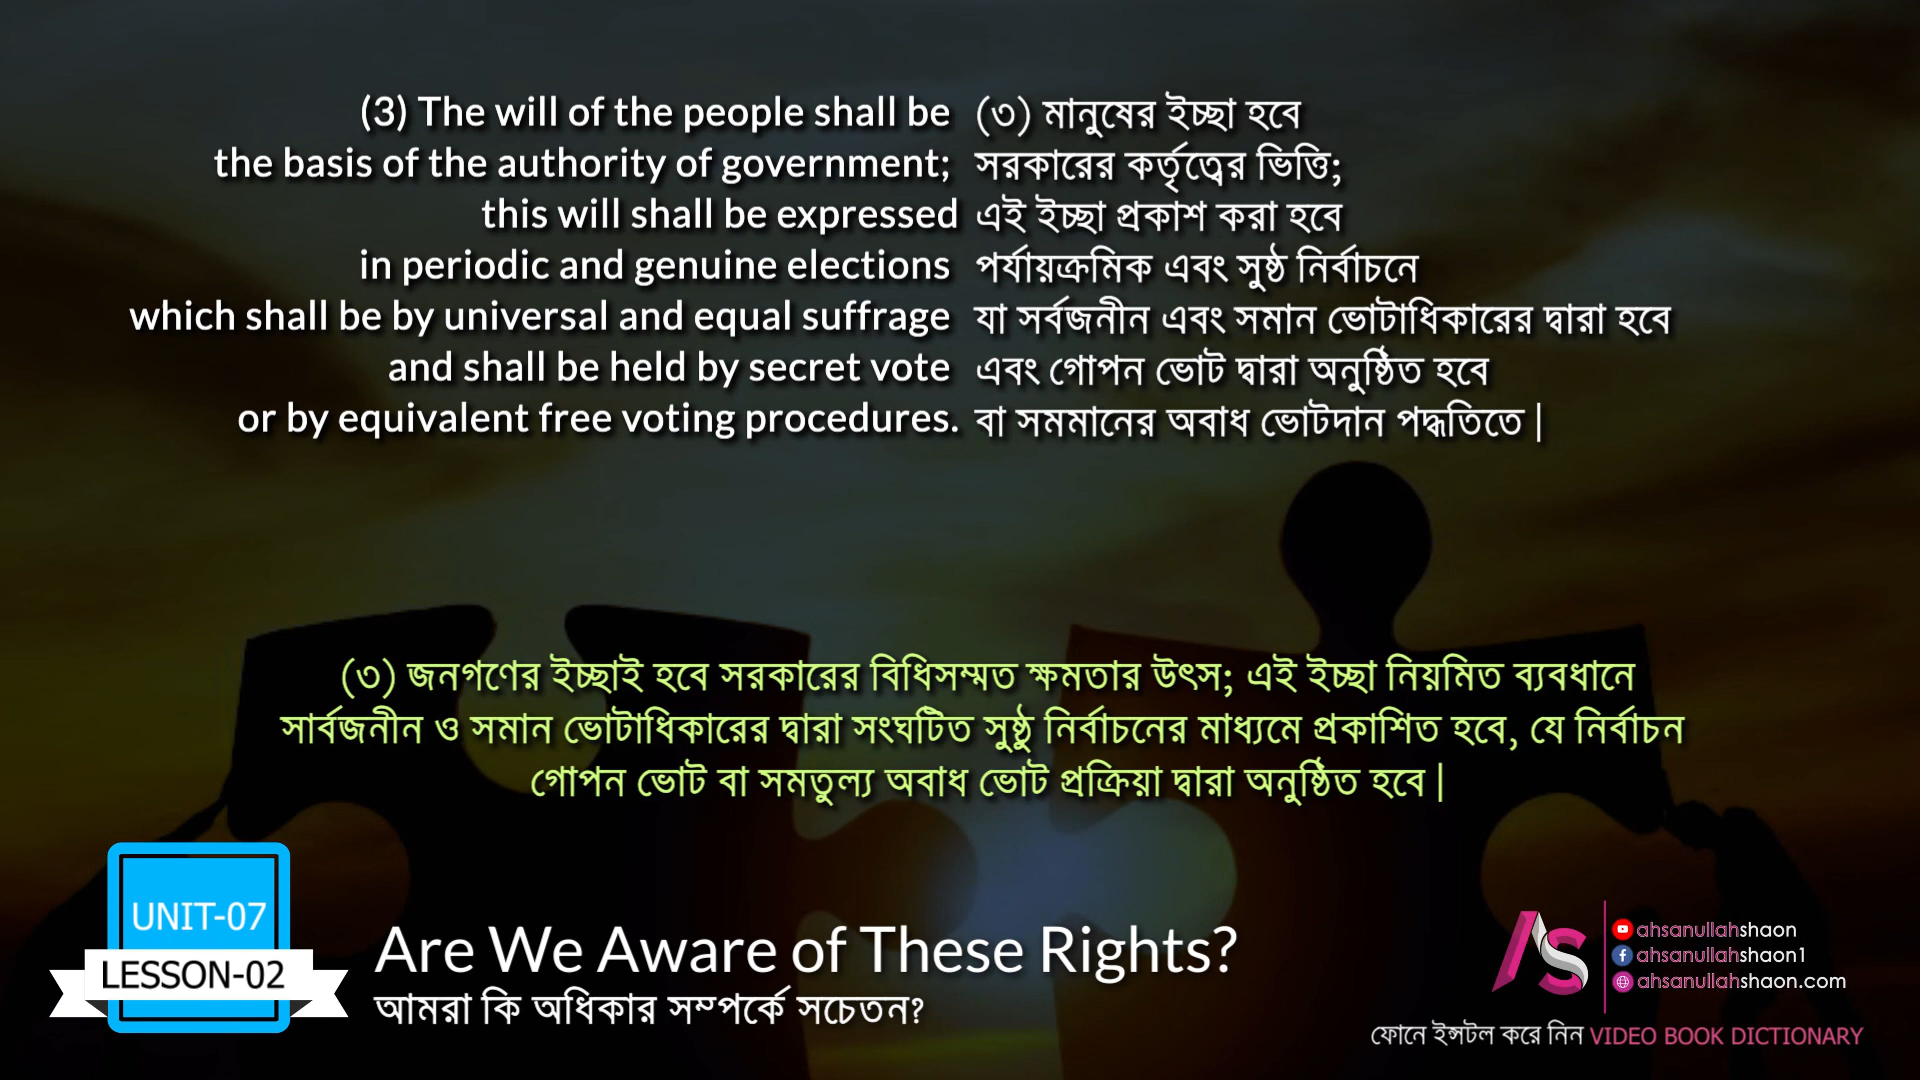 (3) The will of the people shall be
the basis of the authority of government;
this will shall be expressed
in periodic and genuine elections
which shall be by universal and equal suffrage
and shall be held by secret vote
or by equivalent free voting procedures.
(৩) মানুষের ইচ্ছা হবে
সরকারের কর্তৃত্বের ভিত্তি;
এই ইচ্ছা প্রকাশ করা হবে
পর্যায়ক্রমিক এবং সুষ্ঠ নির্বাচনে
যা সর্বজনীন এবং সমান ভোটাধিকারের দ্বারা হবে
এবং গোপন ভোট দ্বারা অনুষ্ঠিত হবে
বা সমমানের অবাধ ভোটদান পদ্ধতিতে |
(৩) জনগণের ইচ্ছাই হবে সরকারের বিধিসম্মত ক্ষমতার উৎস; এই ইচ্ছা নিয়মিত ব্যবধানে
সার্বজনীন ও সমান ভোটাধিকারের দ্বারা সংঘটিত সুষ্ঠু নির্বাচনের মাধ্যমে প্রকাশিত হবে, যে নির্বাচন
গোপন ভোট বা সমতুল্য অবাধ ভোট প্রক্রিয়া দ্বারা অনুষ্ঠিত হবে |
UNIT-07
LESSON-02
Are We Aware of These Rights?
আমরা কি অধিকার সম্পর্কে সচেতন?
AS
ahsanullahshaon
ahsanullahshaon1
ahsanullahshaon.com
ফোনে ইন্সটল করে নিন VIDEO BOOK DICTIONARY